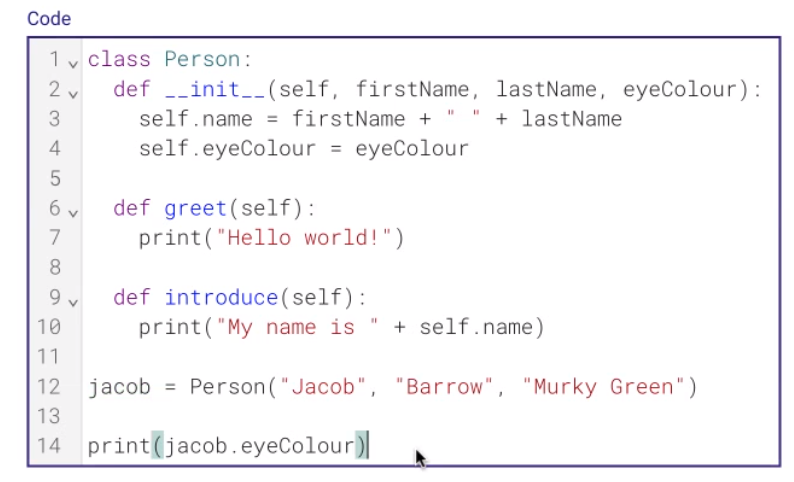 Code
1 class Person:
2   def __init__(self, firstName, lastName, eyeColour):
3     self.name = firstName + " " + lastName
4     self.eyeColour = eyeColour
5
6   def greet(self):
7     print("Hello world!")
8
9   def introduce(self):
10     print("My name is " + self.name)
11
12 jacob = Person("Jacob", "Barrow", "Murky Green")
13
14 print(jacob.eyeColour)